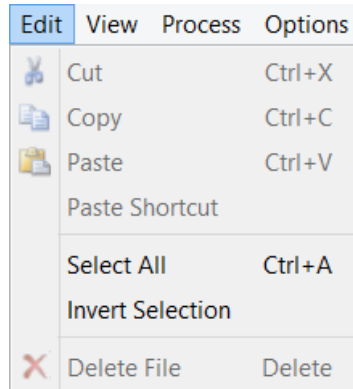 Edit View Process Options
Cut Ctrl+X
Copy Ctrl+C
Paste Ctrl+V
Paste Shortcut
Select All Ctrl+A
Invert Selection
Delete File Delete